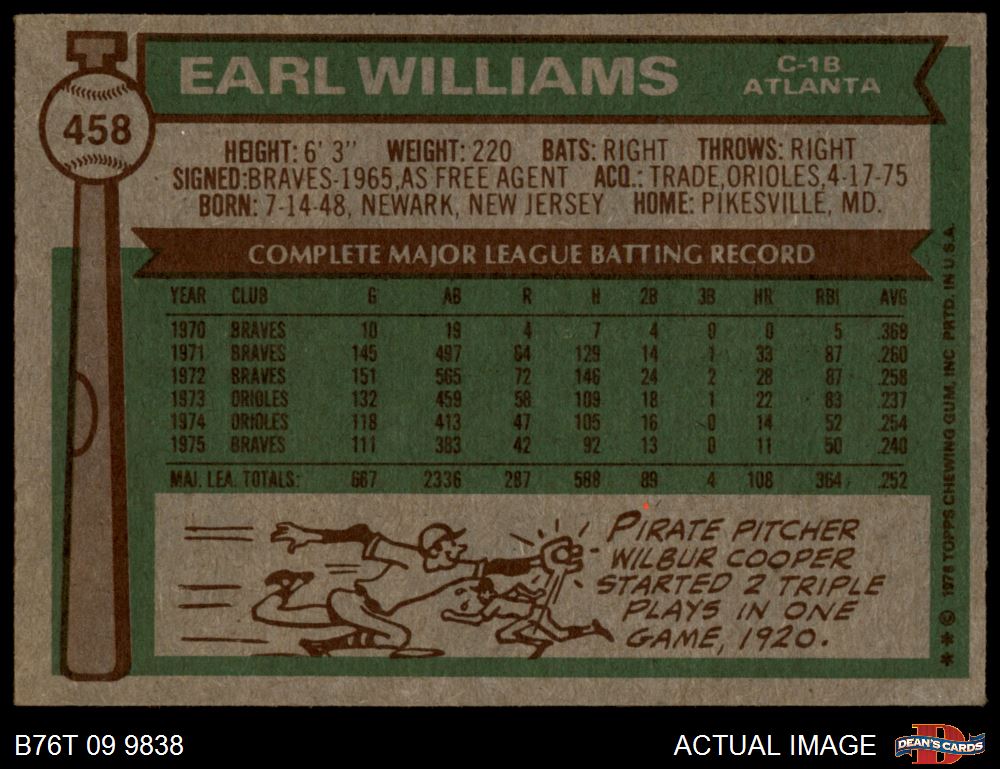 EARL WILLIAMS
C-1B
ATLANTA
458
HEIGHT: 6' 3" WEIGHT: 220 BATS: RIGHT THROWS: RIGHT
SIGNED: BRAVES-1965, AS FREE AGENT ACQ.: TRADE, ORIOLES, 4-17-75
BORN: 7-14-48, NEWARK, NEW JERSEY HOME: PIKESVILLE, MD.
COMPLETE MAJOR LEAGUE BATTING RECORD
YEAR CLUB G AB R H 2B 3B HR RBI AVG
1970 BRAVES 10 19 4 7 4 0 0 5 .368
1971 BRAVES 145 497 64 129 14 1 33 87 .260
1972 BRAVES 151 565 72 146 24 2 28 87 .258
1973 ORIOLES 132 459 58 109 18 1 22 83 .237
1974 ORIOLES 118 413 47 105 16 0 14 52 .254
1975 BRAVES 111 383 42 92 13 0 11 50 .240
MAJ. LEA. TOTALS: 667 2336 287 588 89 4 108 364 .252
PIRATE PITCHER
WILBUR COOPER
STARTED 2 TRIPLE
PLAYS IN ONE
GAME, 1920.
** © 1976 TOPPS CHEWING GUM, INC PRTD. IN U.S.A.
B76T 09 9838
ACTUAL IMAGE
D
DEAN'S CARDS